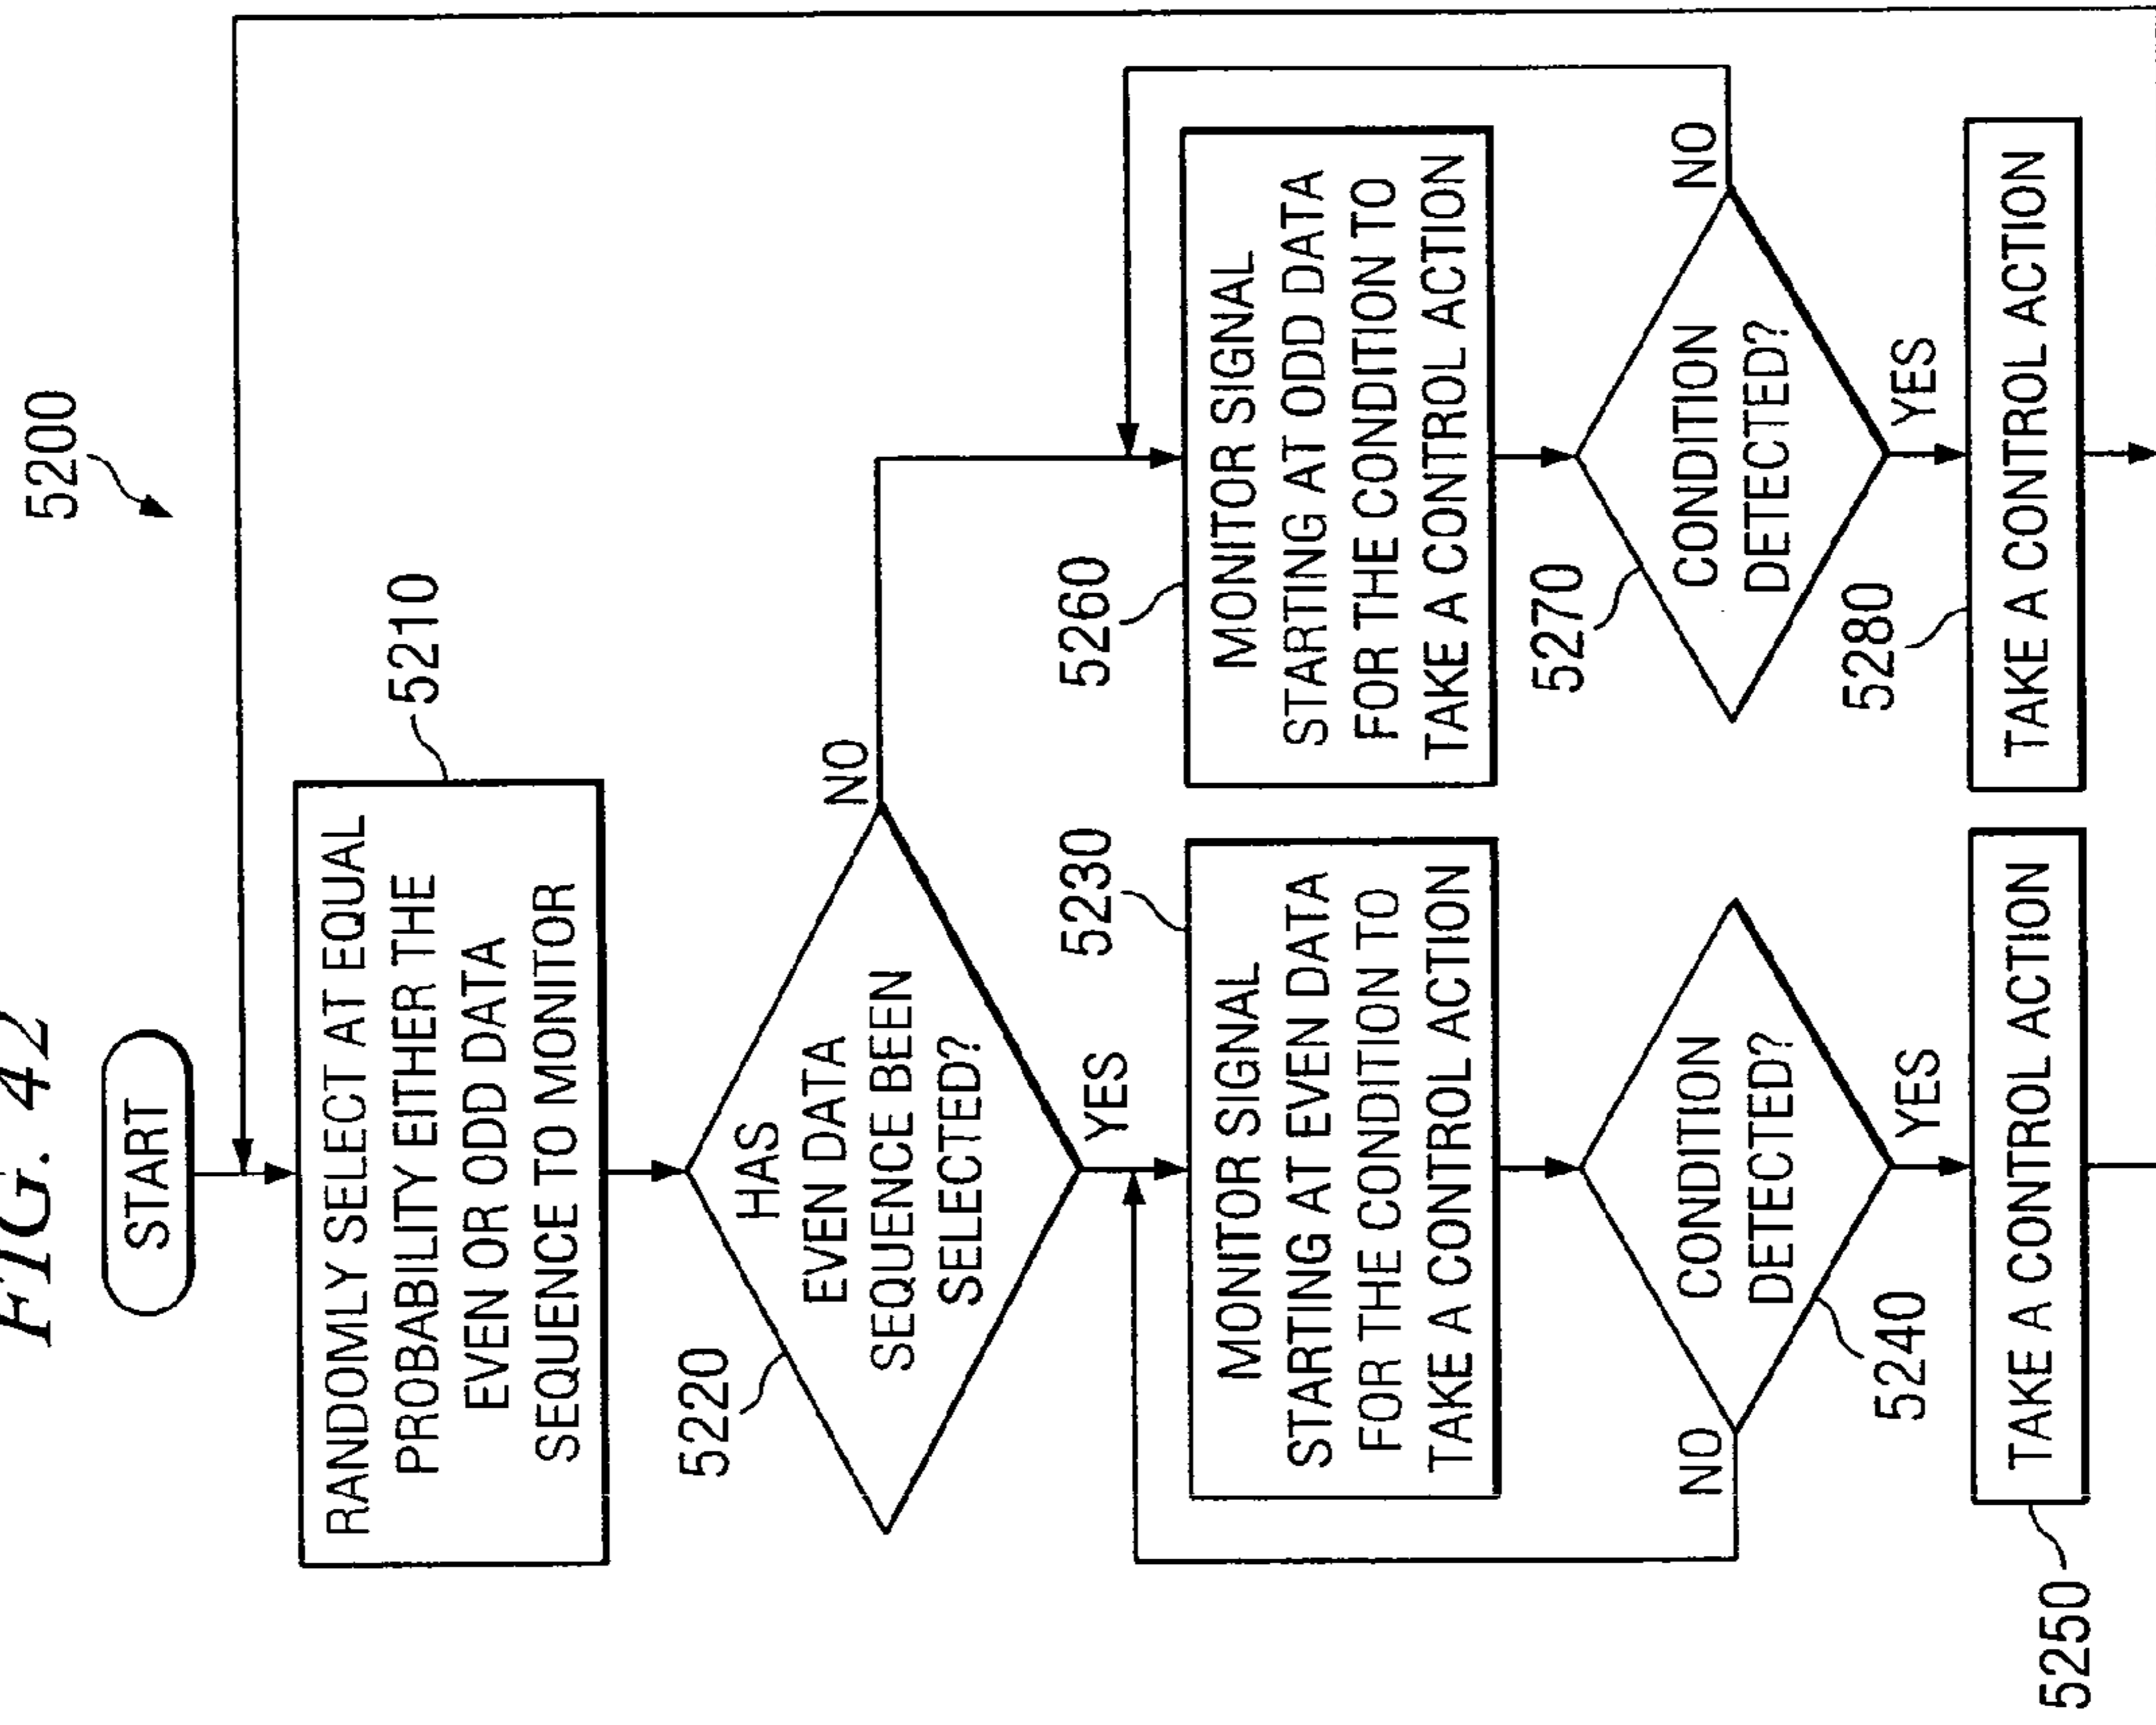 FIG. 42
5200
START
RANDOMLY SELECT AT EQUAL
PROBABILITY EITHER THE
EVEN OR ODD DATA
SEQUENCE TO MONITOR
5210
5220
HAS
EVEN DATA
SEQUENCE BEEN
SELECTED?
NO
YES
5230
MONITOR SIGNAL
STARTING AT EVEN DATA
FOR THE CONDITION TO
TAKE A CONTROL ACTION
CONDITION
DETECTED?
NO
5240
YES
TAKE A CONTROL ACTION
5250
5260
MONITOR SIGNAL
STARTING AT ODD DATA
FOR THE CONDITION TO
TAKE A CONTROL ACTION
5270
CONDITION
DETECTED?
NO
YES
5280
TAKE A CONTROL ACTION